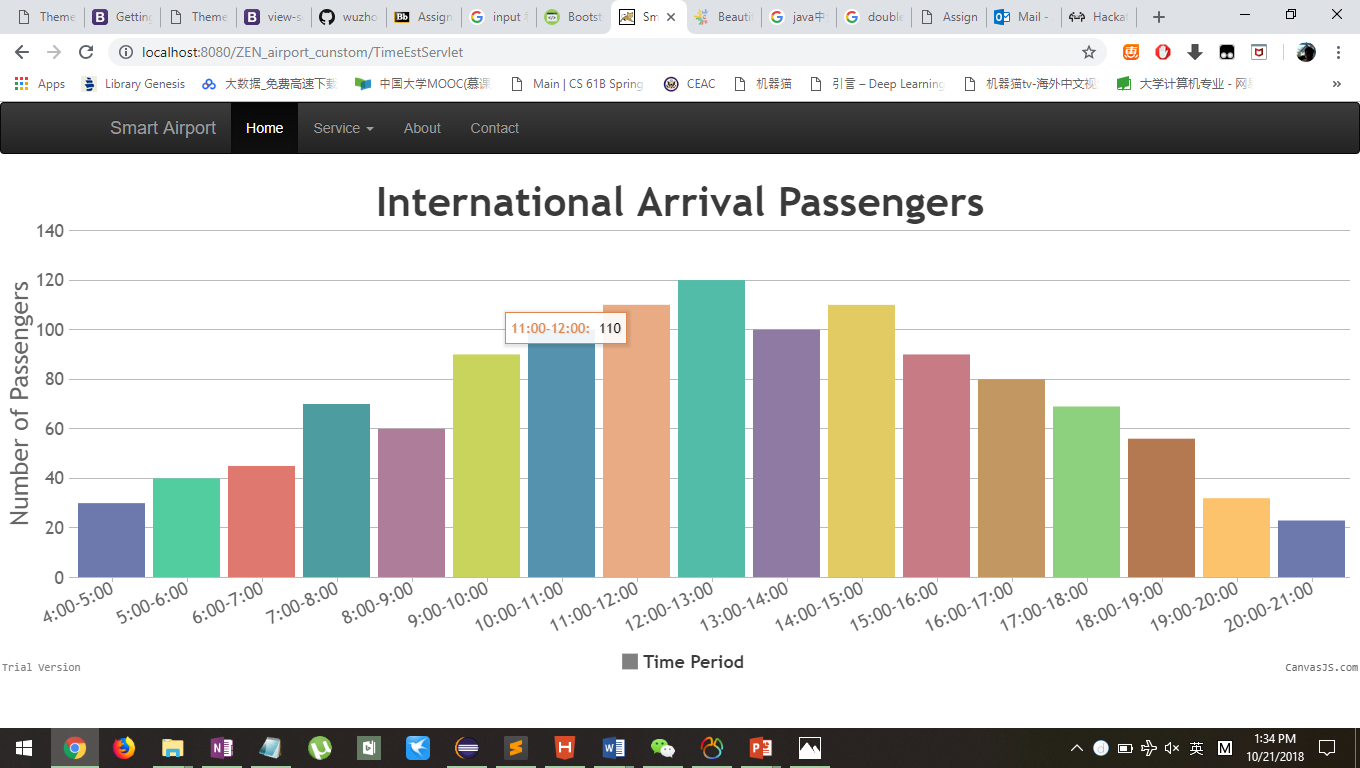 Theme
Getting
Theme
view-s
wuzho
Assign
input
Bootst
Sm
Beauti
java中
double
Assign
Mail -
Hackat
localhost:8080/ZEN_airport_cunstom/TimeEstServlet
Apps
Library Genesis
大数据_免费高速下载
中国大学MOOC(慕课
Main | CS 61B Spring
CEAC
机器猫
引言 – Deep Learning
机器猫tv-海外中文视
大学计算机专业 - 网
»
Smart Airport
Home
Service
About
Contact
International Arrival Passengers
Number of Passengers
140
120
100
80
60
40
20
0
11:00-12:00: 110
4:00-5:00
5:00-6:00
6:00-7:00
7:00-8:00
8:00-9:00
9:00-10:00
10:00-11:00
11:00-12:00
12:00-13:00
13:00-14:00
14:00-15:00
15:00-16:00
16:00-17:00
17:00-18:00
18:00-19:00
19:00-20:00
20:00-21:00
Time Period
Trial Version
CanvasJS.com
英
M
1:34 PM
10/21/2018